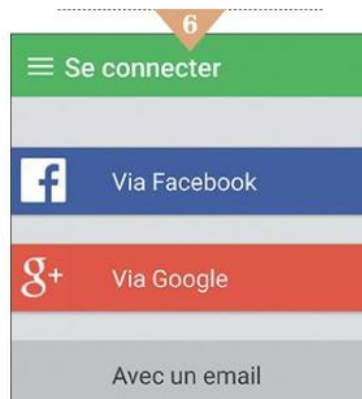 6
Se connecter
f
Via Facebook
g+
Via Google
Avec un email